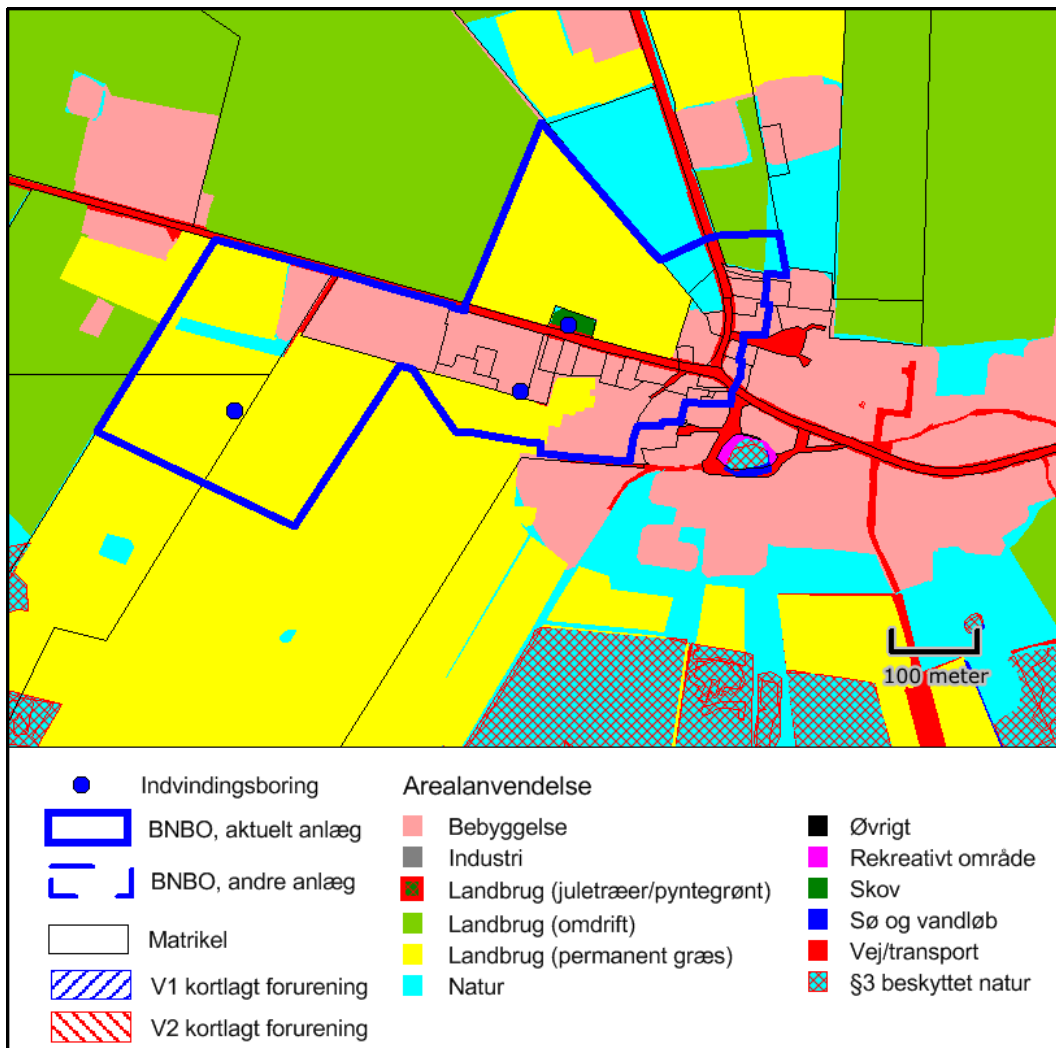 100 meter
Indvindingsboring
BNBO, aktuelt anlæg
BNBO, andre anlæg
Matrikel
V1 kortlagt forurening
V2 kortlagt forurening
Arealanvendelse
Bebyggelse
Industri
Landbrug (juletræer/pyntegrønt)
Landbrug (omdrift)
Landbrug (permanent græs)
Natur
Øvrigt
Rekreativt område
Skov
Sø og vandløb
Vej/transport
§3 beskyttet natur